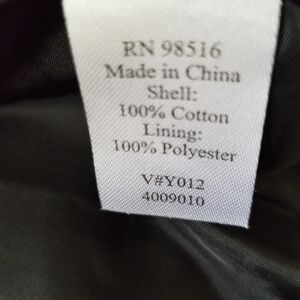 RN 98516
Made in China
Shell:
100% Cotton
Lining:
100% Polyester
V#Y012
4009010